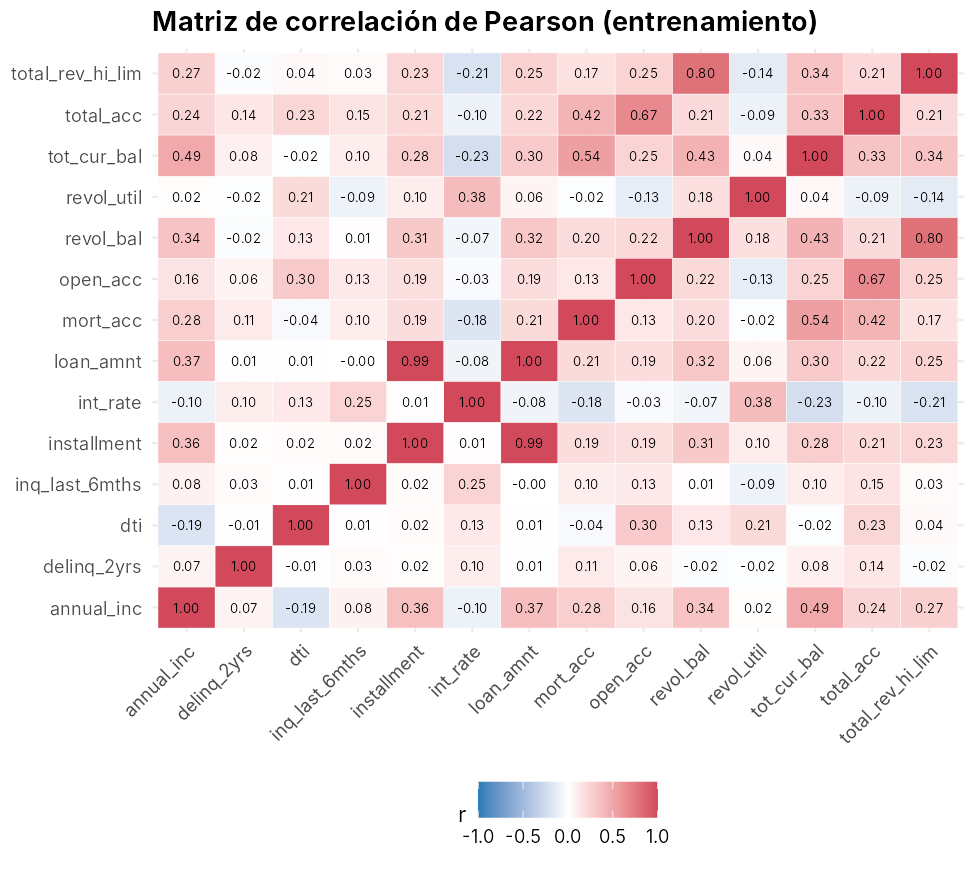 Matriz de correlación de Pearson (entrenamiento)
total_rev_hi_lim 0.27 -0.02 0.04 0.03 0.23 -0.21 0.25 0.17 0.25 0.80 -0.14 0.34 0.21 1.00
total_acc 0.24 0.14 0.23 0.15 0.21 -0.10 0.22 0.42 0.67 0.21 -0.09 0.33 1.00 0.21
tot_cur_bal 0.49 0.08 -0.02 0.10 0.28 -0.23 0.30 0.54 0.25 0.43 0.04 1.00 0.33 0.34
revol_util 0.02 -0.02 0.21 -0.09 0.10 0.38 0.06 -0.02 -0.13 0.18 1.00 0.04 -0.09 -0.14
revol_bal 0.34 -0.02 0.13 0.01 0.31 -0.07 0.32 0.20 0.22 1.00 0.18 0.43 0.21 0.80
open_acc 0.16 0.06 0.30 0.13 0.19 -0.03 0.19 0.13 1.00 0.22 -0.13 0.25 0.67 0.25
mort_acc 0.28 0.11 -0.04 0.10 0.19 -0.18 0.21 1.00 0.13 0.20 -0.02 0.54 0.42 0.17
loan_amnt 0.37 0.01 0.01 -0.00 0.99 -0.08 1.00 0.21 0.19 0.32 0.06 0.30 0.22 0.25
int_rate -0.10 0.10 0.13 0.25 0.01 1.00 -0.08 -0.18 -0.03 -0.07 0.38 -0.23 -0.10 -0.21
installment 0.36 0.02 0.02 0.02 1.00 0.01 0.99 0.19 0.19 0.31 0.10 0.28 0.21 0.23
inq_last_6mths 0.08 0.03 0.01 1.00 0.02 0.25 -0.00 0.10 0.13 0.01 -0.09 0.10 0.15 0.03
dti -0.19 -0.01 1.00 0.01 0.02 0.13 0.01 -0.04 0.30 0.13 0.21 -0.02 0.23 0.04
delinq_2yrs 0.07 1.00 -0.01 0.03 0.02 0.10 0.01 0.11 0.06 -0.02 -0.02 0.08 0.14 -0.02
annual_inc 1.00 0.07 -0.19 0.08 0.36 -0.10 0.37 0.28 0.16 0.34 0.02 0.49 0.24 0.27
annual_inc delinq_2yrs dti inq_last_6mths installment int_rate loan_amnt mort_acc open_acc revol_bal revol_util tot_cur_bal total_acc total_rev_hi_lim
r
-1.0 -0.5 0.0 0.5 1.0